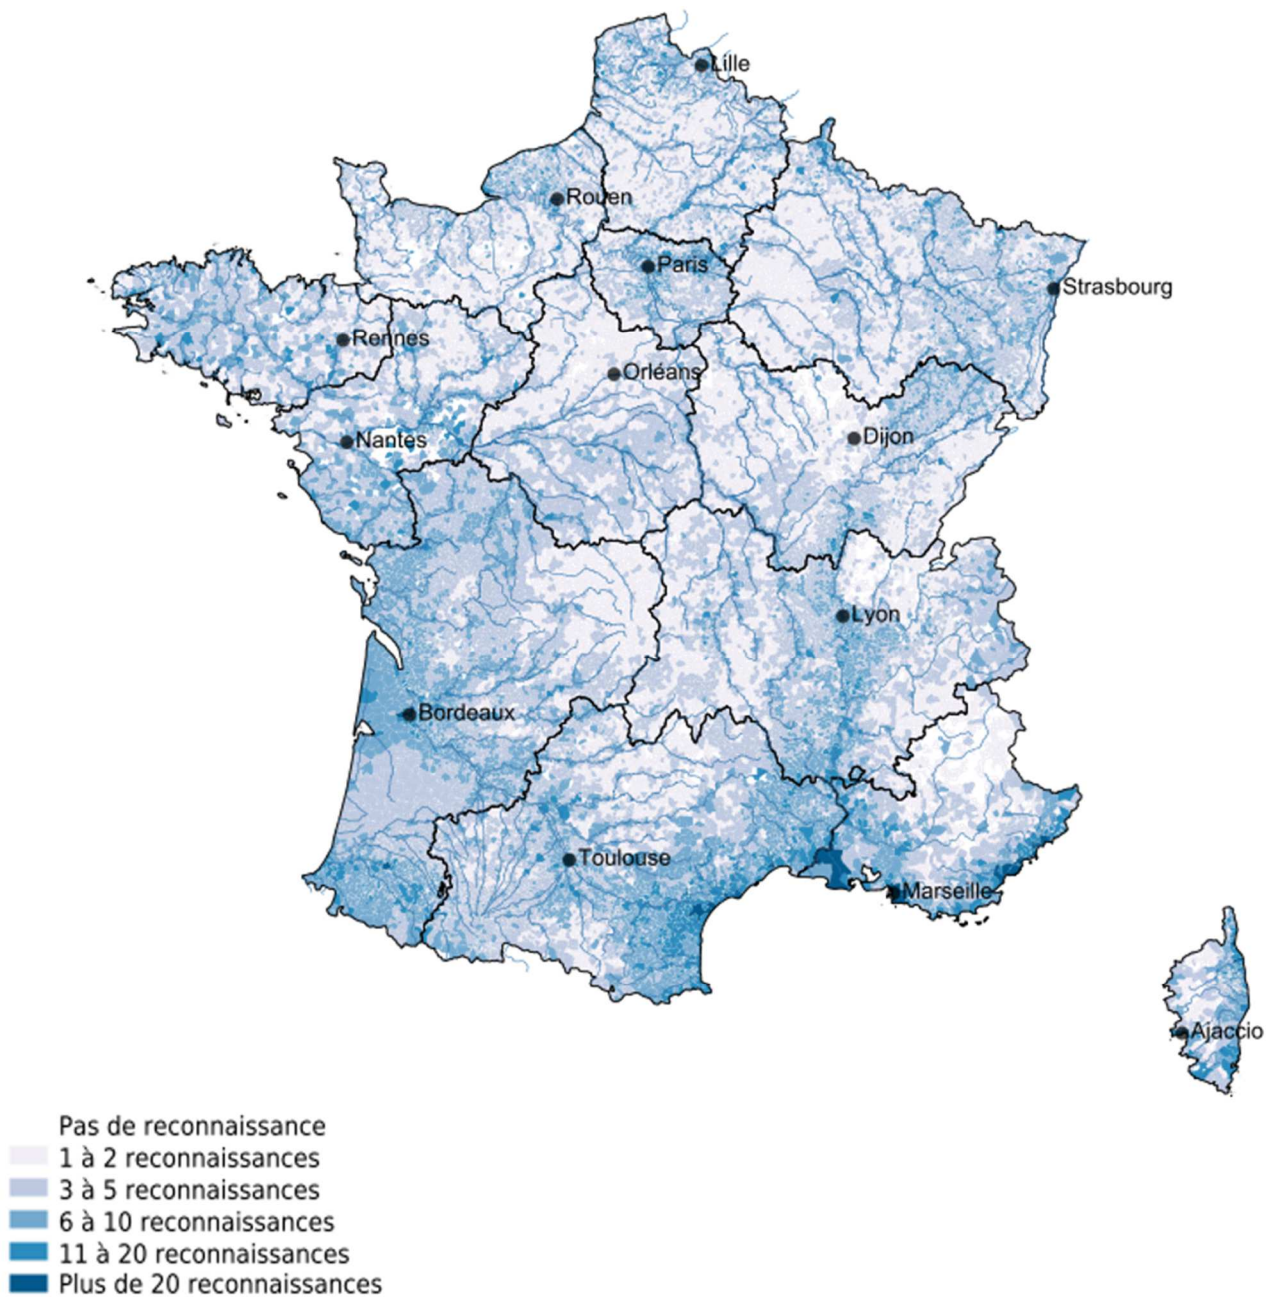 Lille
Rouen
Paris
Strasbourg
Rennes
Orléans
Nantes
Dijon
Lyon
Bordeaux
Toulouse
Marseille
Ajaccio
Pas de reconnaissance
1 à 2 reconnaissances
3 à 5 reconnaissances
6 à 10 reconnaissances
11 à 20 reconnaissances
Plus de 20 reconnaissances